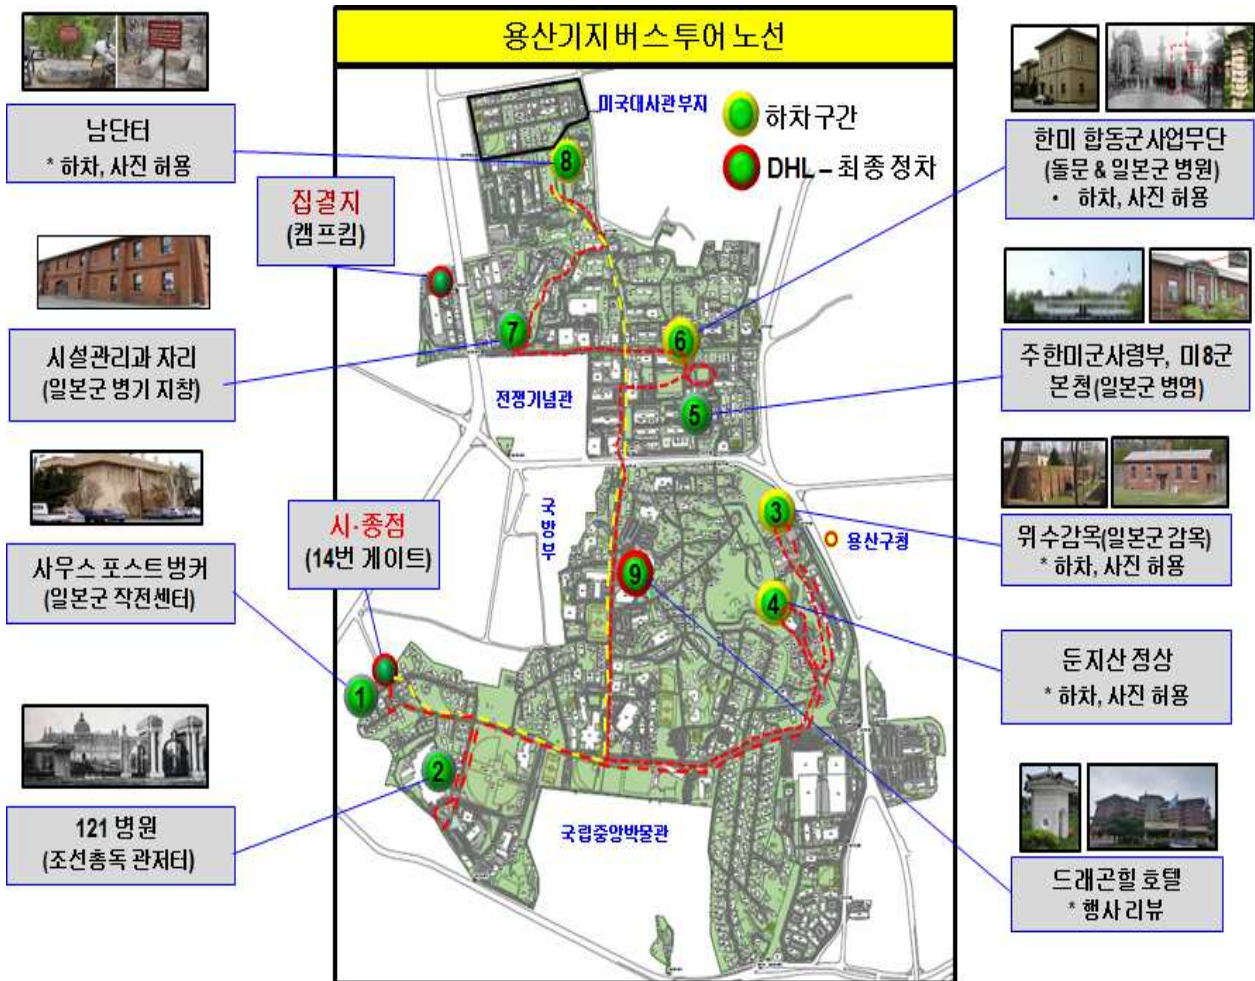 용산기지 버스투어 노선
남단터
* 하차, 사진 허용
집결지
(캠프킴)
시설관리과 자리
(일본군 병기 지창)
사우스 포스트 벙커
(일본군 작전센터)
시·종점
(14번 게이트)
121 병원
(조선총독 관저터)
미국대사관부지
하차구간
DHL – 최종정차
8
7
6
전쟁기념관
5
국방부
3
용산구청
9
4
1
2
국립중앙박물관
한미 합동군사업무단
(돌문 & 일본군 병원)
• 하차, 사진 허용
주한미군사령부, 미8군
본청(일본군 병영)
위수감옥(일본군 감옥)
* 하차, 사진 허용
둔지산 정상
* 하차, 사진 허용
드래곤힐 호텔
* 행사 리뷰